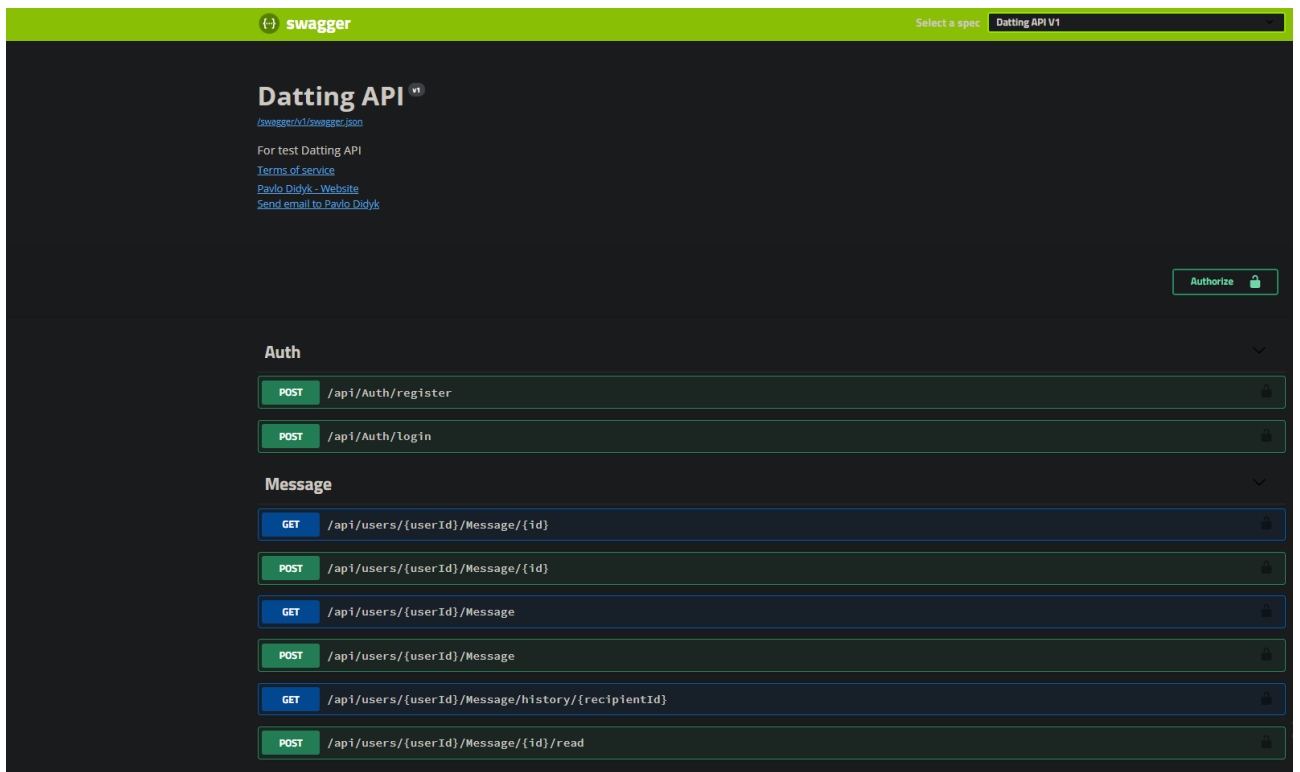 swagger
Select a spec Datting API V1
Datting API v1
/swagger/v1/swagger.json
For test Datting API
Terms of service
Pavlo Didyk - Website
Send email to Pavlo Didyk
Authorize
Auth
POST /api/Auth/register
POST /api/Auth/login
Message
GET /api/users/{userId}/Message/{id}
POST /api/users/{userId}/Message/{id}
GET /api/users/{userId}/Message
POST /api/users/{userId}/Message
GET /api/users/{userId}/Message/history/{recipientId}
POST /api/users/{userId}/Message/{id}/read